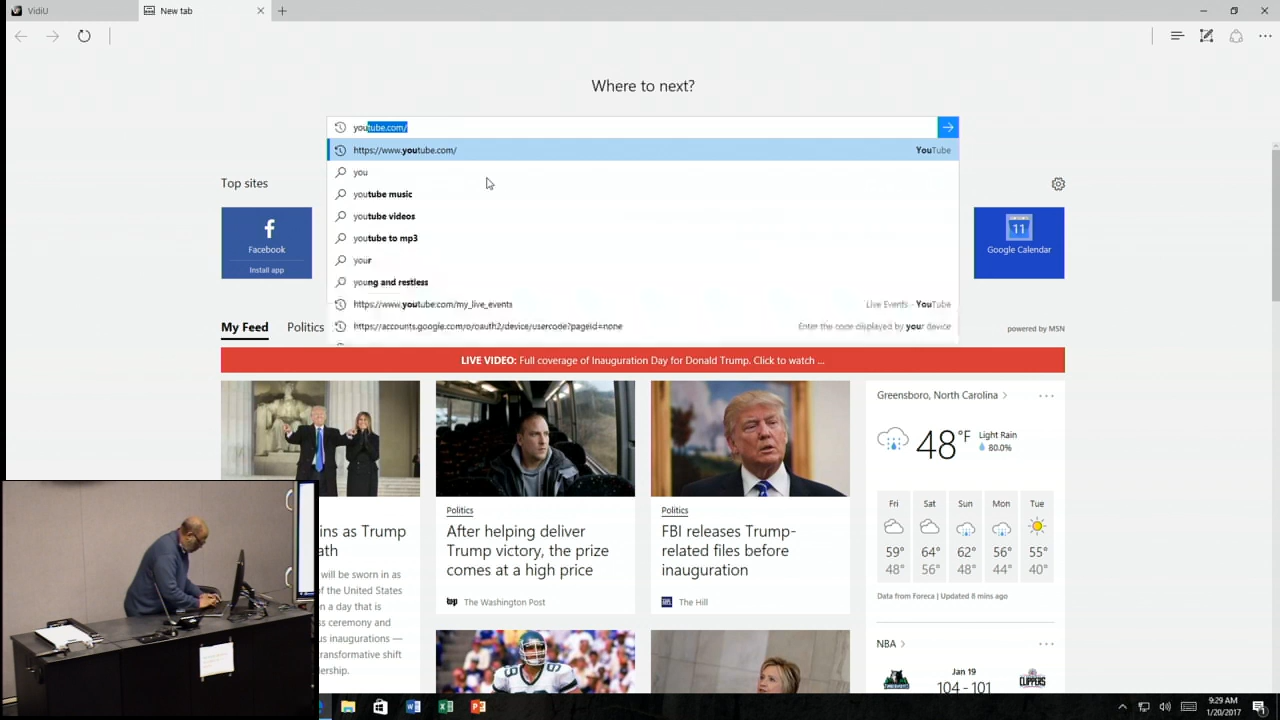 VidiU
New tab
Where to next?
youtube.com/
https://www.youtube.com/ YouTube
you
youtube music
youtube videos
youtube to mp3
your
young and restless
https://www.youtube.com/my_live_events Live Events - YouTube
https://accounts.google.com/o/oauth2/device/usercode?pageid=none Enter the code displayed by your device
Top sites
Facebook
Install app
11
Google Calendar
My Feed Politics
powered by MSN
LIVE VIDEO: Full coverage of Inauguration Day for Donald Trump. Click to watch ...
ins as Trump
ath
will be sworn in as
of the United States
n a day that is
ss ceremony and
us inaugurations —
transformative shift
ership.
Politics
After helping deliver
Trump victory, the prize
comes at a high price
wp The Washington Post
Politics
FBI releases Trump-
related files before
inauguration
The Hill
Greensboro, North Carolina
48°F
Light Rain
80.0%
Fri Sat Sun Mon Tue
59° 64° 62° 56° 55°
48° 56° 48° 44° 40°
Data from Foreca | Updated 8 mins ago
NBA
Jan 19
104 - 101
CLIPPERS
9:29 AM
1/20/2017